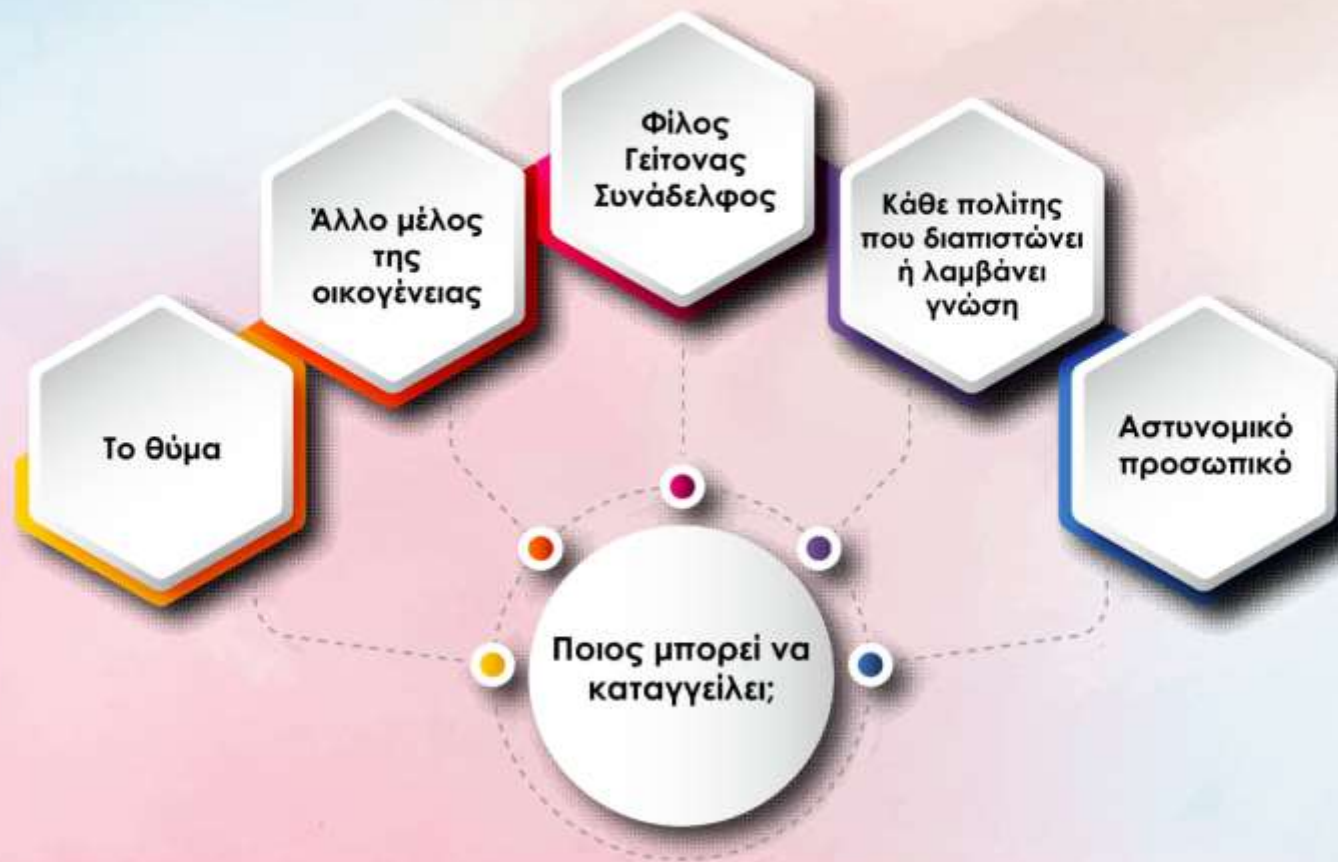 Το θύμα
Άλλο μέλος
της
οικογένειας
Φίλος
Γείτονας
Συνάδελφος
Κάθε πολίτης
που διαπιστώνει
ή λαμβάνει
γνώση
Αστυνομικό
προσωπικό
Ποιος μπορεί να
καταγγείλει;